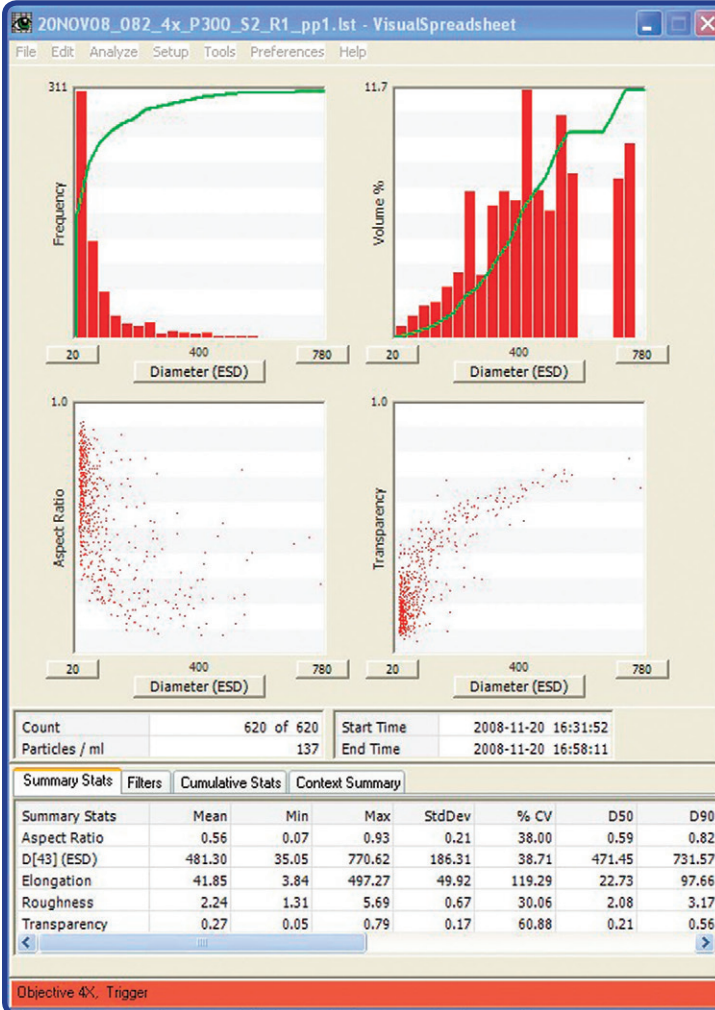 20NOV08_082_4x_P300_S2_R1_pp1.lst - VisualSpreadsheet
File Edit Analyze Setup Tools Preferences Help
311
Frequency
20 400 780
Diameter (ESD)
11.7
Volume %
20 400 780
Diameter (ESD)
1.0
Aspect Ratio
20 400 780
Diameter (ESD)
1.0
Transparency
20 400 780
Diameter (ESD)
Count 620 of 620
Particles / ml 137
Start Time 2008-11-20 16:31:52
End Time 2008-11-20 16:58:11
Summary Stats Filters Cumulative Stats Context Summary
Summary Stats Mean Min Max StdDev % CV D50 D90
Aspect Ratio 0.56 0.07 0.93 0.21 38.00 0.59 0.82
D[43] (ESD) 481.30 35.05 770.62 186.31 38.71 471.45 731.57
Elongation 41.85 3.84 497.27 49.92 119.29 22.73 97.66
Roughness 2.24 1.31 5.69 0.67 30.06 2.08 3.17
Transparency 0.27 0.05 0.79 0.17 60.88 0.21 0.56
Objective 4X, Trigger